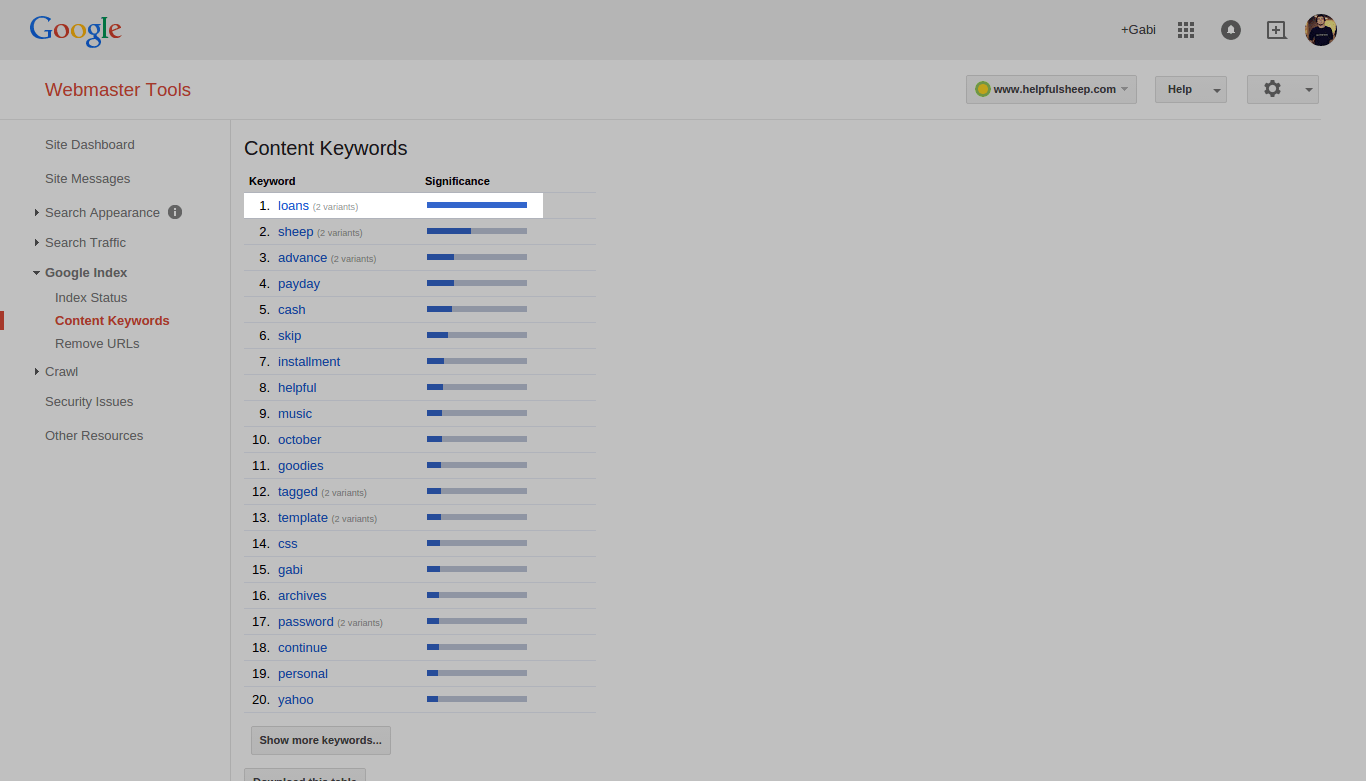 Google
+Gabi
Webmaster Tools
www.helpfulsheep.com
Help
Site Dashboard
Site Messages
Search Appearance i
Search Traffic
Google Index
Index Status
Content Keywords
Remove URLs
Crawl
Security Issues
Other Resources
Content Keywords
Keyword Significance
1. loans (2 variants)
2. sheep (2 variants)
3. advance (2 variants)
4. payday
5. cash
6. skip
7. installment
8. helpful
9. music
10. october
11. goodies
12. tagged (2 variants)
13. template (2 variants)
14. css
15. gabi
16. archives
17. password (2 variants)
18. continue
19. personal
20. yahoo
Show more keywords...
Download this table